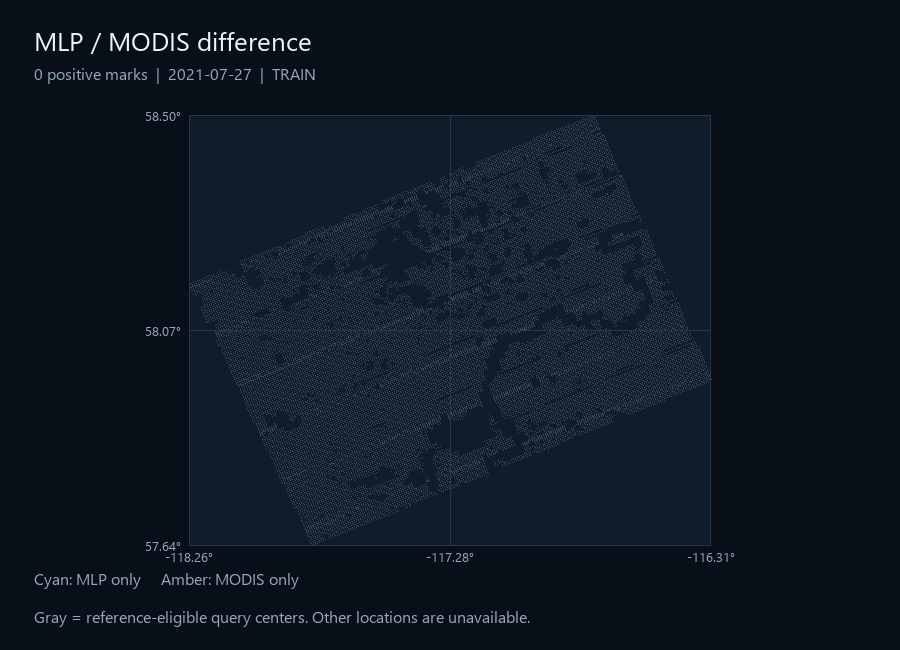 MLP / MODIS difference
0 positive marks | 2021-07-27 | TRAIN
58.50°
58.07°
57.64°
-118.26° -117.28° -116.31°
Cyan: MLP only Amber: MODIS only
Gray = reference-eligible query centers. Other locations are unavailable.